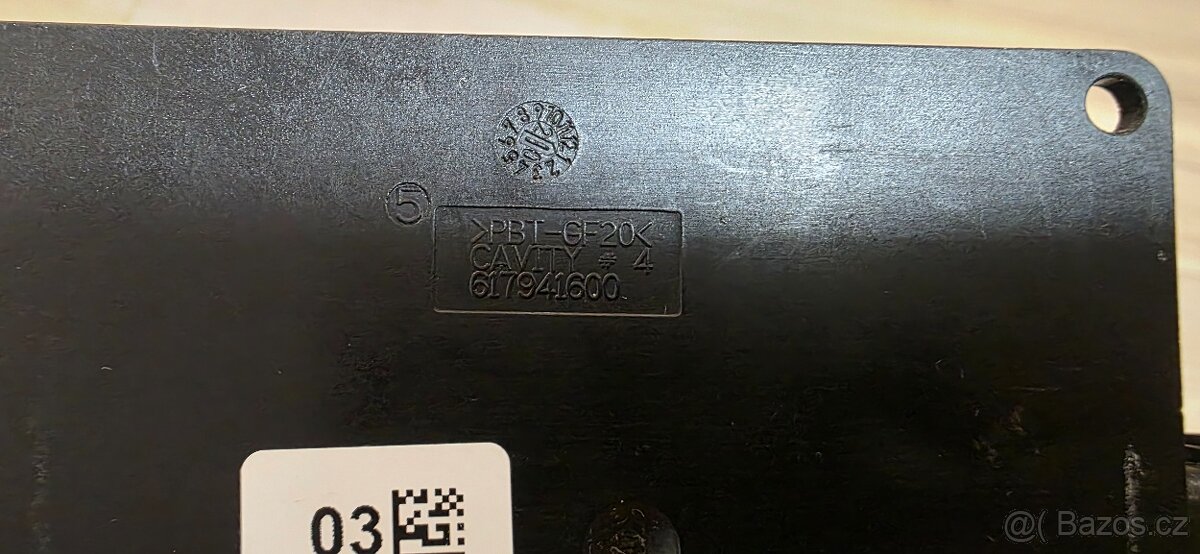 5
>PBT-GF20<
CAVITY # 4
617941600
03
@( Bazos.cz